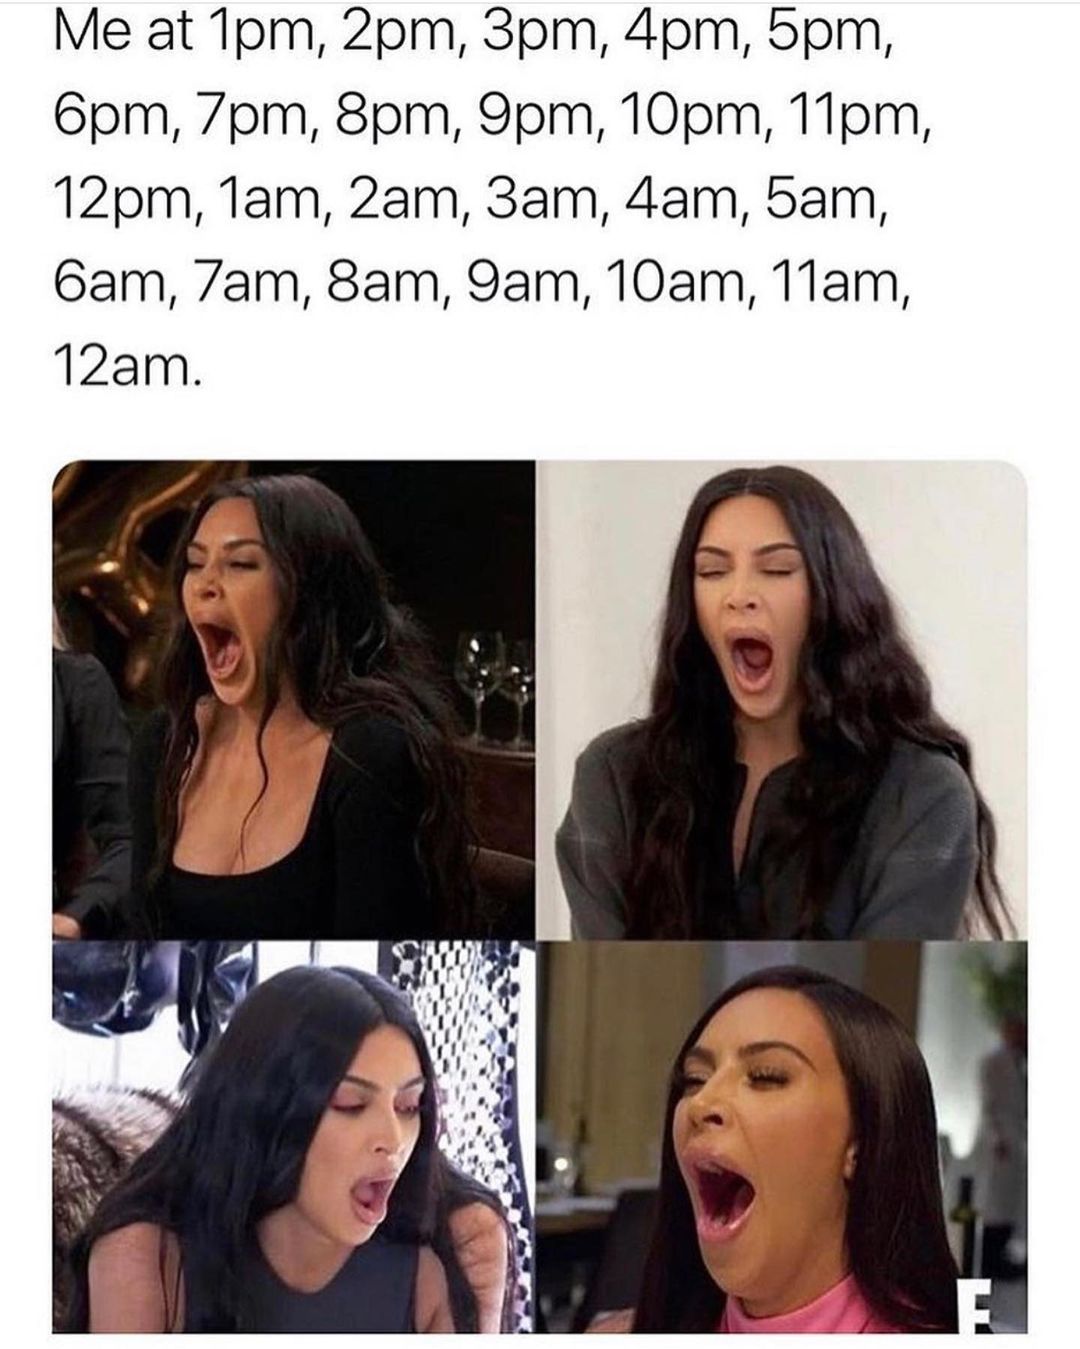 Me at 1pm, 2pm, 3pm, 4pm, 5pm,
6pm, 7pm, 8pm, 9pm, 10pm, 11pm,
12pm, 1am, 2am, 3am, 4am, 5am,
6am, 7am, 8am, 9am, 10am, 11am,
12am.
E